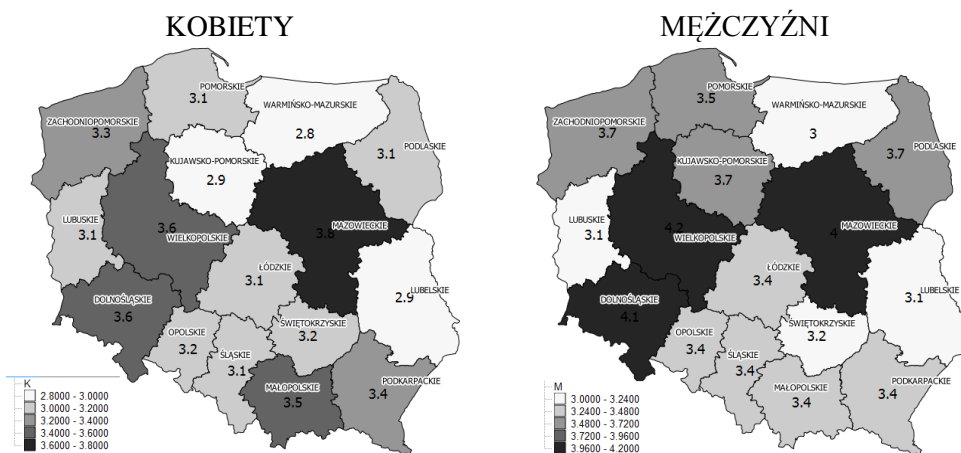 KOBIETY
POMORSKIE
3.1
WARMIŃSKO-MAZURSKIE
2.8
ZACHODNIOPOMORSKIE
3.3
PODLASKIE
3.1
KUJAWSKO-POMORSKIE
2.9
LUBUSKIE
3.1
3.6
WIELKOPOLSKIE
3.8
MAZOWIECKIE
ŁÓDZKIE
3.1
LUBELSKIE
2.9
DOLNOŚLĄSKIE
3.6
OPOLSKIE
3.2
ŚLĄSKIE
3.1
ŚWIĘTOKRZYSKIE
3.2
MAŁOPOLSKIE
3.5
PODKARPACKIE
3.4
K
2.8000 - 3.0000
3.0000 - 3.2000
3.2000 - 3.4000
3.4000 - 3.6000
3.6000 - 3.8000
MĘŻCZYŹNI
POMORSKIE
3.5
WARMIŃSKO-MAZURSKIE
3
ZACHODNIOPOMORSKIE
3.7
PODLASKIE
3.7
KUJAWSKO-POMORSKIE
3.7
LUBUSKIE
3.1
4.2
WIELKOPOLSKIE
4
MAZOWIECKIE
ŁÓDZKIE
3.4
LUBELSKIE
3.1
DOLNOŚLĄSKIE
4.1
OPOLSKIE
3.4
ŚLĄSKIE
3.4
ŚWIĘTOKRZYSKIE
3.2
MAŁOPOLSKIE
3.4
PODKARPACKIE
3.4
M
3.0000 - 3.2400
3.2400 - 3.4800
3.4800 - 3.7200
3.7200 - 3.9600
3.9600 - 4.2000